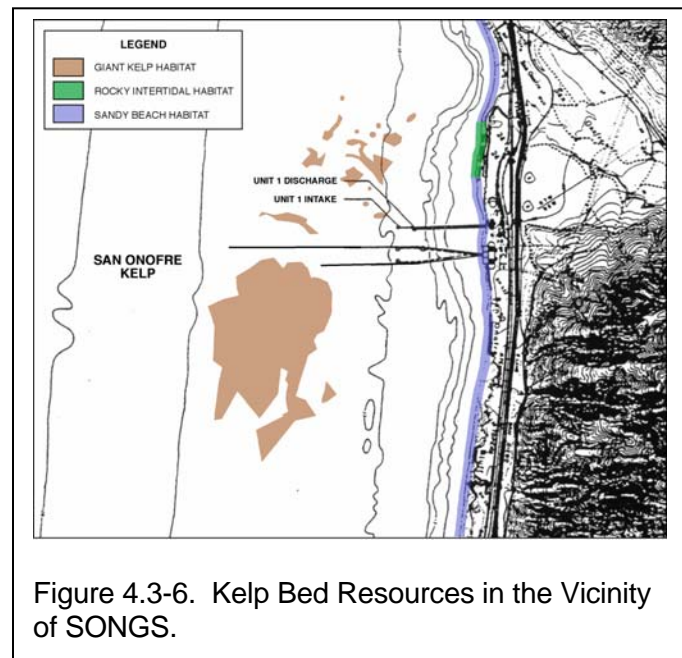 LEGEND
GIANT KELP HABITAT
ROCKY INTERTIDAL HABITAT
SANDY BEACH HABITAT
UNIT 1 DISCHARGE
UNIT 1 INTAKE
SAN ONOFRE
KELP
Figure 4.3-6. Kelp Bed Resources in the Vicinity
of SONGS.